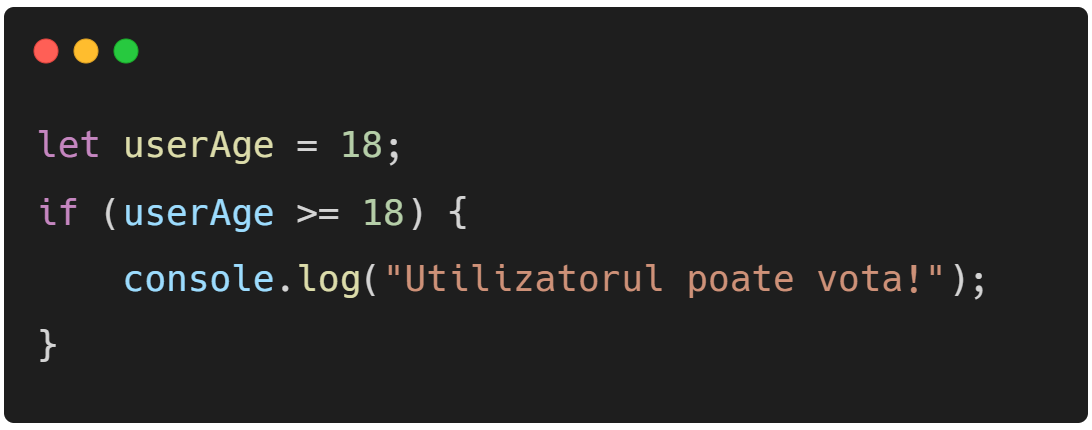 let userAge = 18;
if (userAge >= 18) {
    console.log("Utilizatorul poate vota!");
}